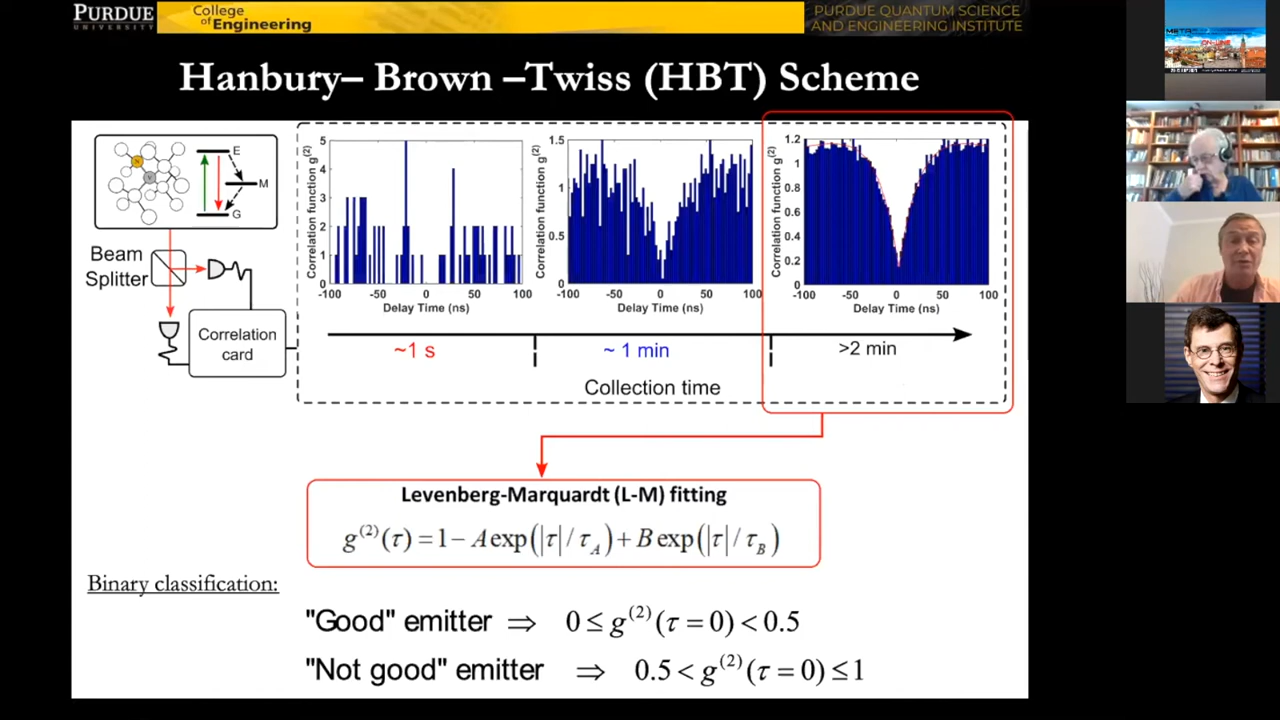 PURDUE
UNIVERSITY
College
of Engineering
PURDUE QUANTUM SCIENCE
AND ENGINEERING INSTITUTE
Hanbury– Brown –Twiss (HBT) Scheme
E
M
G
N
V
Beam
Splitter
Correlation
card
Correlation function g(2)
5
4
3
2
1
0
-100 -50 0 50 100
Delay Time (ns)
Correlation function g(2)
1.5
1
0.5
0
-100 -50 0 50 100
Delay Time (ns)
Correlation function g(2)
1.2
1
0.8
0.6
0.4
0.2
0
-100 -50 0 50 100
Delay Time (ns)
~1 s
~ 1 min
>2 min
Collection time
Levenberg-Marquardt (L-M) fitting
g⁽²⁾(τ) = 1 − A exp(|τ| / τ_A) + B exp(|τ| / τ_B)
Binary classification:
"Good" emitter ⇒ 0 ≤ g⁽²⁾(τ = 0) < 0.5
"Not good" emitter ⇒ 0.5 < g⁽²⁾(τ = 0) ≤ 1
ON-LINE